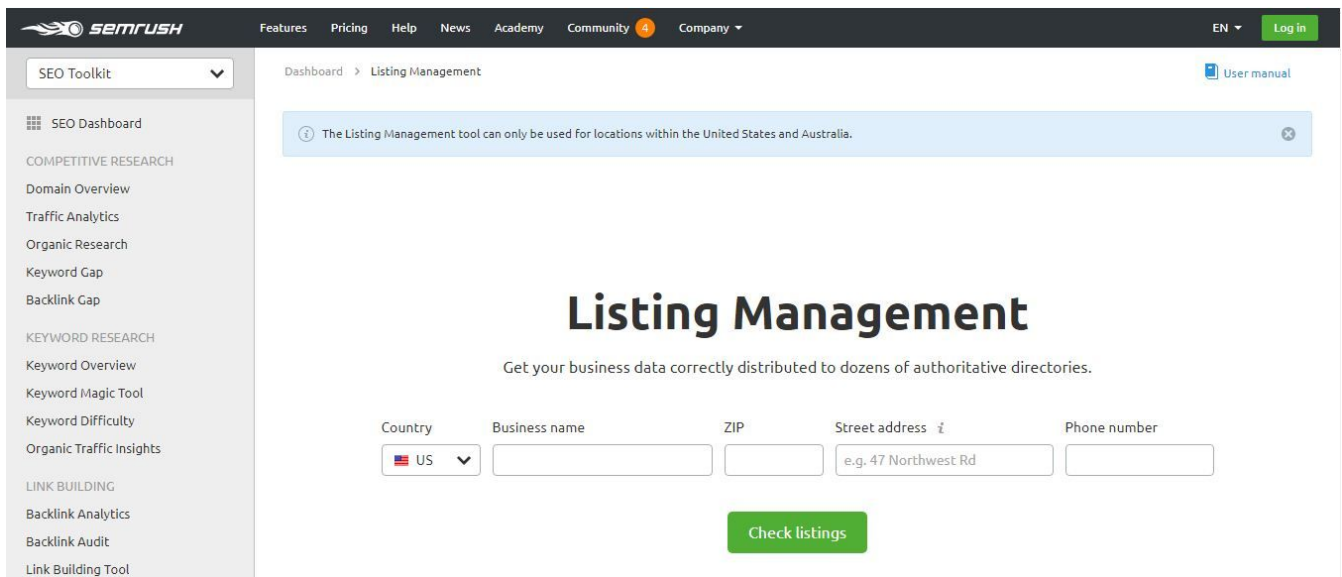 semrush Features Pricing Help News Academy Community 4 Company EN Log in
SEO Toolkit
Dashboard > Listing Management User manual
The Listing Management tool can only be used for locations within the United States and Australia.
SEO Dashboard
COMPETITIVE RESEARCH
Domain Overview
Traffic Analytics
Organic Research
Keyword Gap
Backlink Gap
KEYWORD RESEARCH
Keyword Overview
Keyword Magic Tool
Keyword Difficulty
Organic Traffic Insights
LINK BUILDING
Backlink Analytics
Backlink Audit
Link Building Tool
Listing Management
Get your business data correctly distributed to dozens of authoritative directories.
Country Business name ZIP Street address i Phone number
US e.g. 47 Northwest Rd
Check listings